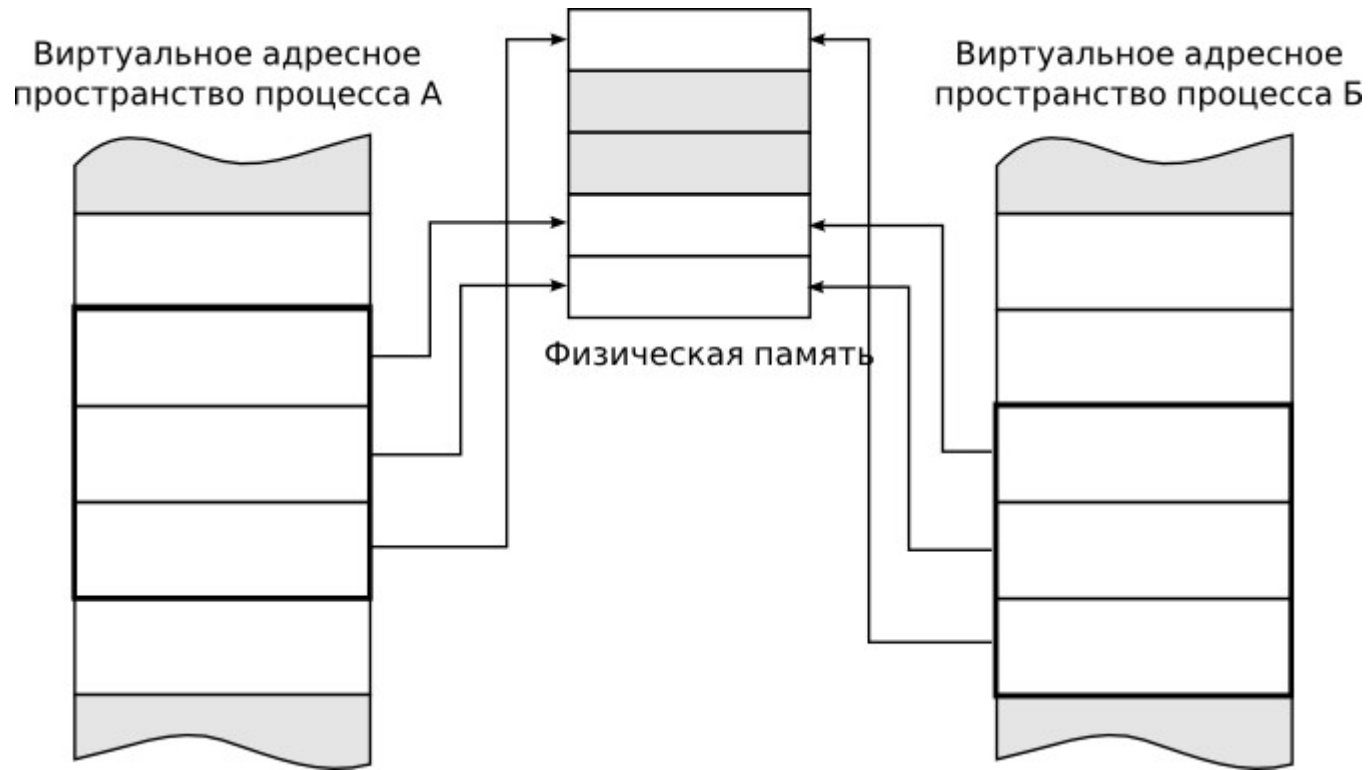 Виртуальное адресное
пространство процесса А
Виртуальное адресное
пространство процесса Б
Физическая память